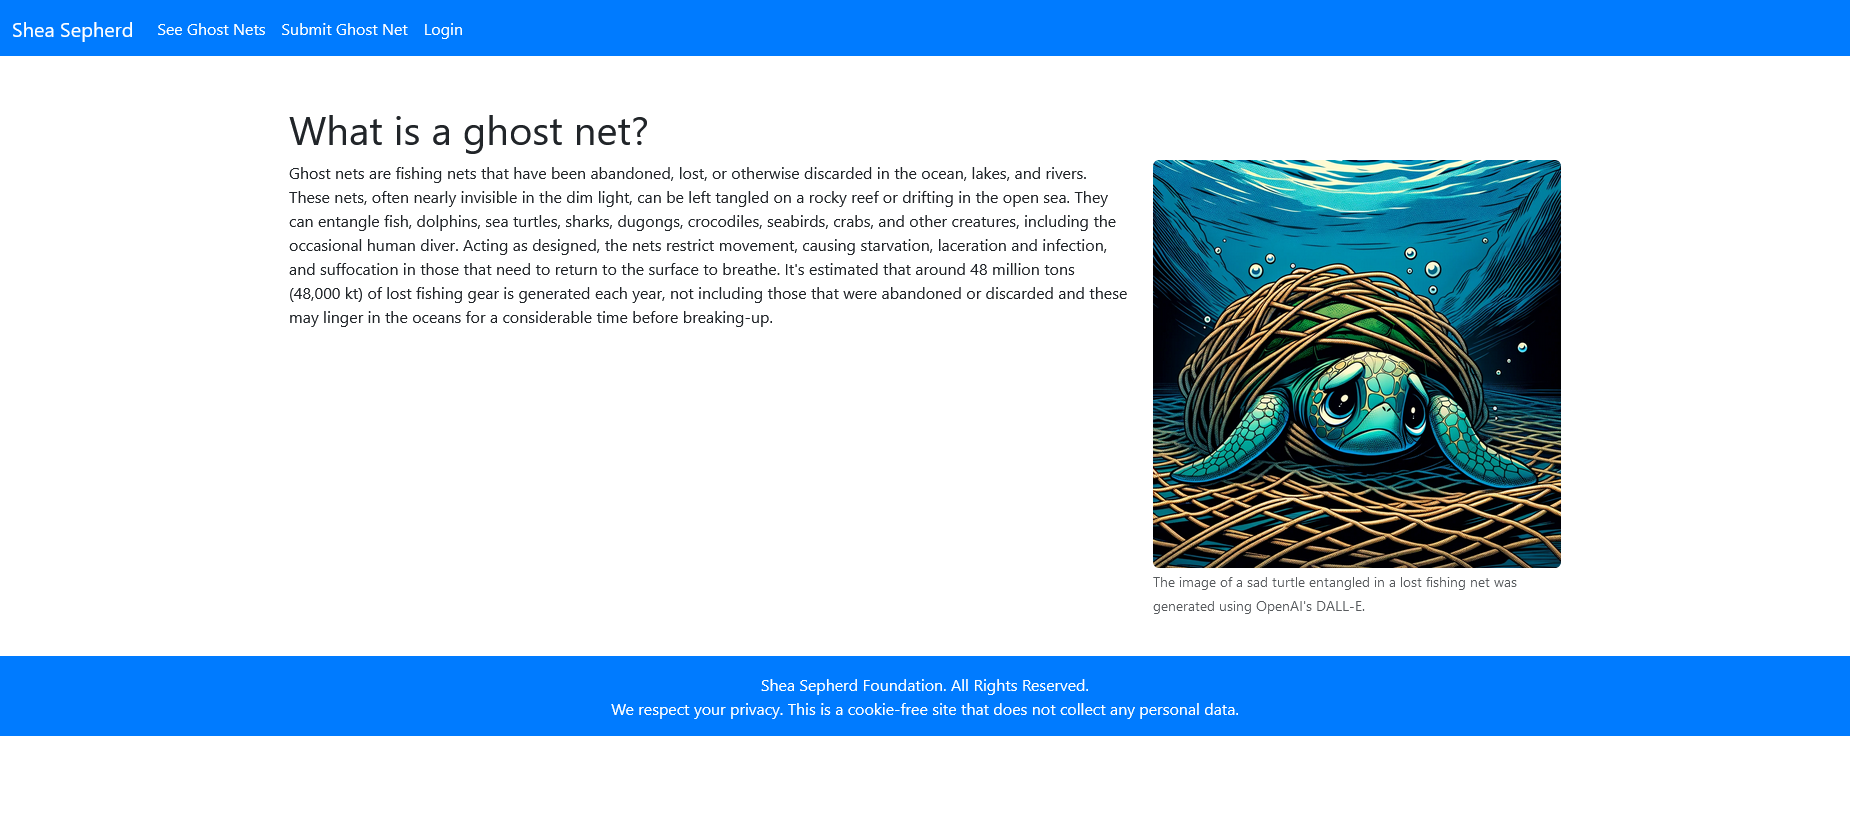 Shea Sepherd
See Ghost Nets
Submit Ghost Net
Login
What is a ghost net?
Ghost nets are fishing nets that have been abandoned, lost, or otherwise discarded in the ocean, lakes, and rivers.
These nets, often nearly invisible in the dim light, can be left tangled on a rocky reef or drifting in the open sea. They
can entangle fish, dolphins, sea turtles, sharks, dugongs, crocodiles, seabirds, crabs, and other creatures, including the
occasional human diver. Acting as designed, the nets restrict movement, causing starvation, laceration and infection,
and suffocation in those that need to return to the surface to breathe. It's estimated that around 48 million tons
(48,000 kt) of lost fishing gear is generated each year, not including those that were abandoned or discarded and these
may linger in the oceans for a considerable time before breaking-up.
The image of a sad turtle entangled in a lost fishing net was
generated using OpenAI's DALL-E.
Shea Sepherd Foundation. All Rights Reserved.
We respect your privacy. This is a cookie-free site that does not collect any personal data.